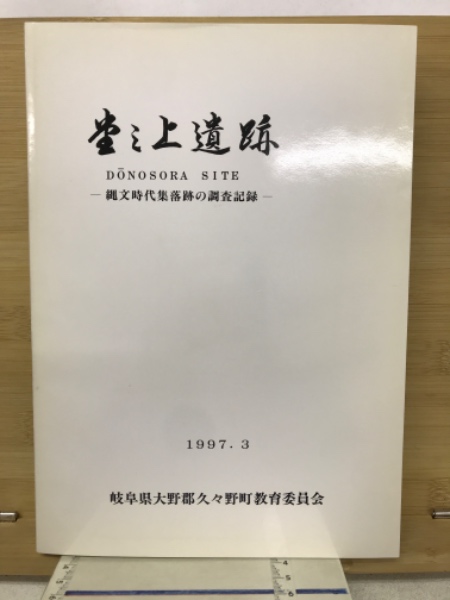 堂之上遺跡
DŌNOSORA SITE
―縄文時代集落跡の調査記録―
1997.3
岐阜県大野郡久々野町教育委員会